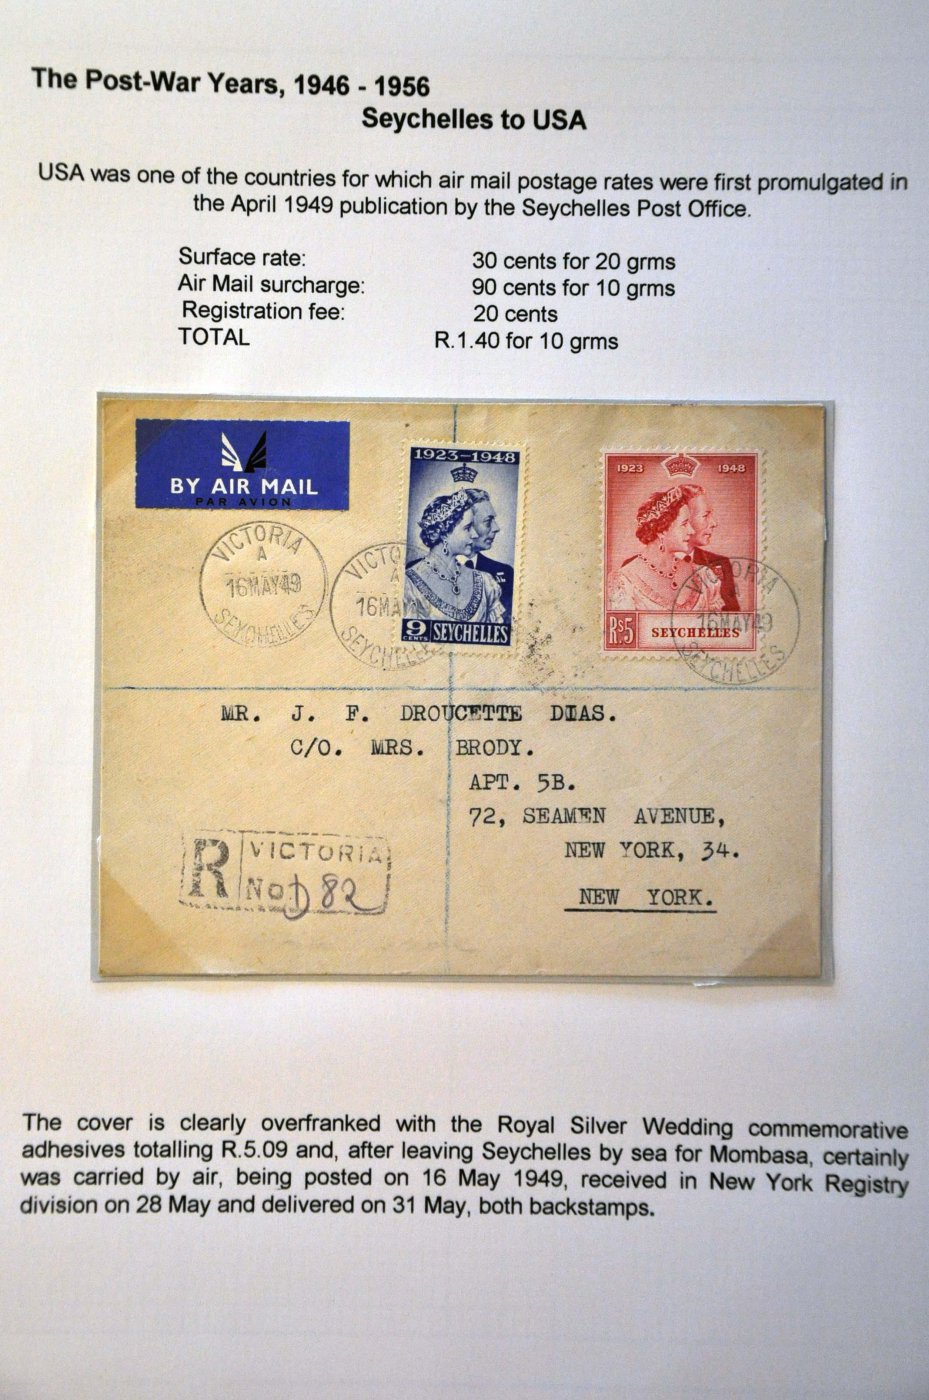 The Post-War Years, 1946 - 1956
Seychelles to USA
USA was one of the countries for which air mail postage rates were first promulgated in
the April 1949 publication by the Seychelles Post Office.
Surface rate: 30 cents for 20 grms
Air Mail surcharge: 90 cents for 10 grms
Registration fee: 20 cents
TOTAL R.1.40 for 10 grms
BY AIR MAIL
PAR AVION
1923-1948
9 CENTS SEYCHELLES
1923 1948
Rs5 SEYCHELLES
VICTORIA
A
16MAY49
SEYCHELLES
VICTO
A
16MAY49
SEYCHELLE
VICTORIA
16MAY49
SEYCHELLES
MR. J. F. DROUCETTE DIAS.
C/O. MRS. BRODY.
APT. 5B.
72, SEAMEN AVENUE,
NEW YORK, 34.
NEW YORK.
R VICTORIA
No D 82
The cover is clearly overfranked with the Royal Silver Wedding commemorative
adhesives totalling R.5.09 and, after leaving Seychelles by sea for Mombasa, certainly
was carried by air, being posted on 16 May 1949, received in New York Registry
division on 28 May and delivered on 31 May, both backstamps.